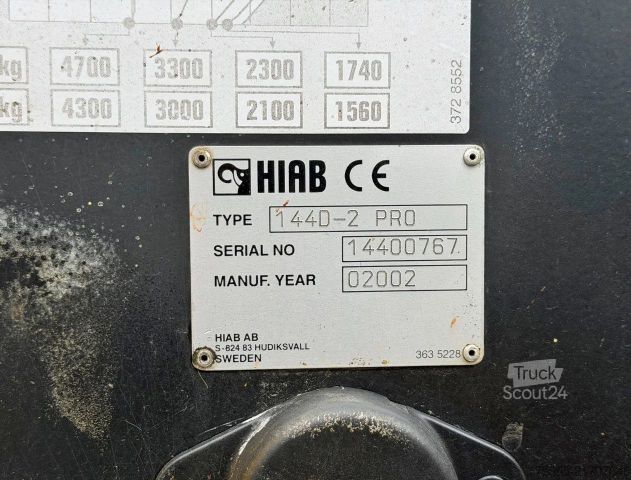 kg 4700 3300 2300 1740
kg 4300 3000 2100 1560
372 8552
HIAB CE
TYPE 144D-2 PRO
SERIAL NO 14400767
MANUF. YEAR 02002
HIAB AB
S-824 83 HUDIKSVALL
SWEDEN 363 5228
Truck
Scout24